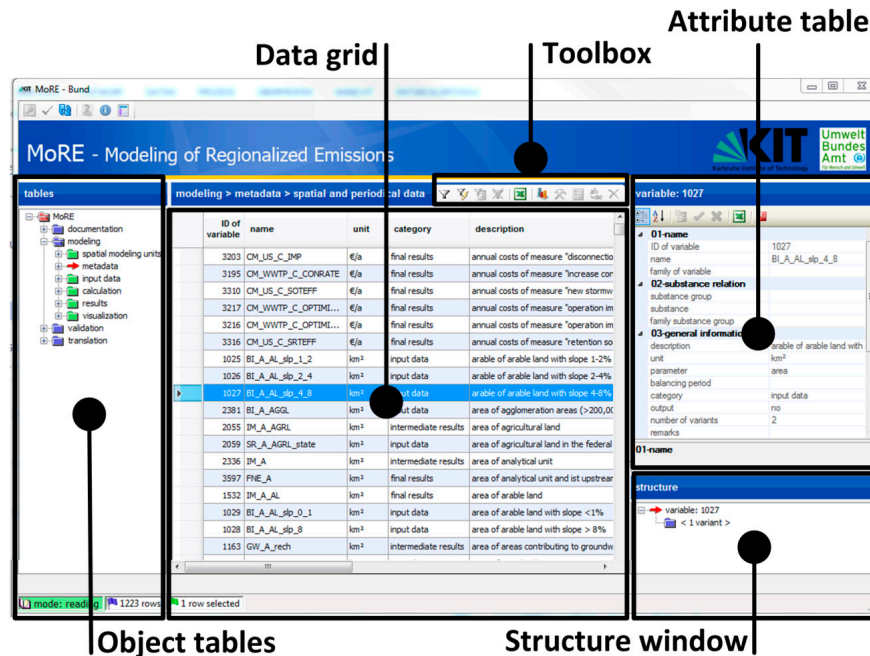 Attribute table
Data grid
Toolbox
MoRE - Bund
MoRE - Modeling of Regionalized Emissions
KIT
Karlsruhe Institute of Technology
Umwelt
Bundes
Amt
Für Mensch und Umwelt
tables
MoRE
documentation
modeling
spatial modeling units
metadata
input data
calculation
results
visualization
validation
translation
modeling > metadata > spatial and periodical data
ID of variable name unit category description
3203 CM_US_C_IMP €/a final results annual costs of measure "disconnectio
3195 CM_WWTP_C_CONRATE €/a final results annual costs of measure "increase con
3310 CM_US_C_SOTEFF €/a final results annual costs of measure "new stormw
3217 CM_WWTP_C_OPTIMI... €/a final results annual costs of measure "operation im
3216 CM_WWTP_C_OPTIMI... €/a final results annual costs of measure "operation im
3316 CM_US_C_SRTEFF €/a final results annual costs of measure "retention so
1025 BI_A_AL_slp_1_2 km² input data arable of arable land with slope 1-2%
1026 BI_A_AL_slp_2_4 km² input data arable of arable land with slope 2-4%
1027 BI_A_AL_slp_4_8 km² input data arable of arable land with slope 4-8%
2381 BI_A_AGGL km² input data area of agglomeration areas (>200,00
2055 IM_A_AGRL km² intermediate results area of agricultural land
2059 SR_A_AGRL_state km² input data area of agricultural land in the federal
2336 IM_A km² intermediate results area of analytical unit
3597 FNE_A km² final results area of analytical unit and ist upstrear
1532 IM_A_AL km² final results area of arable land
1029 BI_A_AL_slp_0_1 km² input data area of arable land with slope <1%
1028 BI_A_AL_slp_8 km² input data area of arable land with slope > 8%
1163 GW_A_rech km² intermediate results area of areas contributing to groundw
variable: 1027
01-name
ID of variable 1027
name BI_A_AL_slp_4_8
family of variable
02-substance relation
substance group
substance
family substance group
03-general information
description arable of arable land with
unit km²
parameter area
balancing period
category input data
output no
number of variants 2
remarks
01-name
structure
variable: 1027
< 1 variant >
mode: reading 1223 rows 1 row selected
Object tables
Structure window